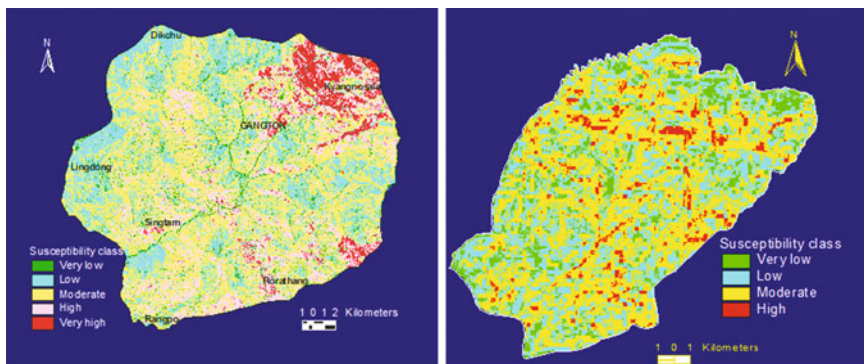 N
Dikchu
Kyangnosla
GANGTOK
Lingdong
Singtam
Susceptibility class
Very low
Low
Moderate
High
Very high
Rorathang
Rangpo
1 0 1 2 Kilometers
N
Susceptibility class
Very low
Low
Moderate
High
1 0 1 Kilometers